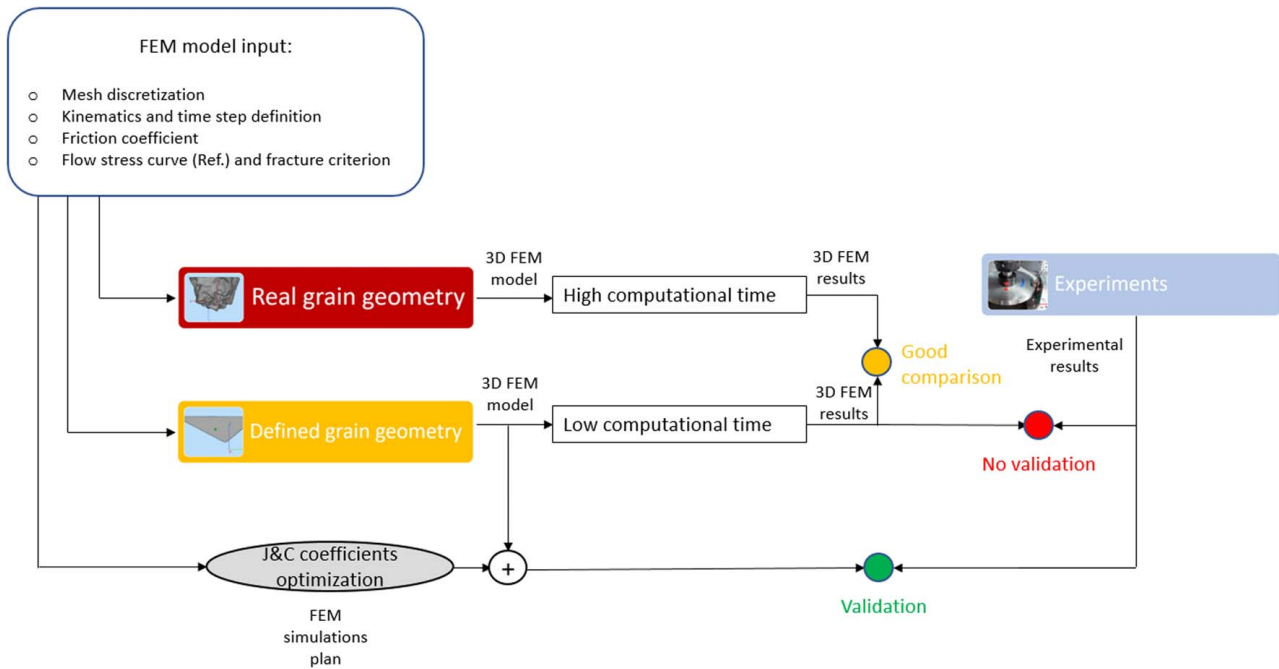 FEM model input:
o Mesh discretization
o Kinematics and time step definition
o Friction coefficient
o Flow stress curve (Ref.) and fracture criterion
Real grain geometry
3D FEM
model
High computational time
3D FEM
results
Experiments
Good
comparison
Experimental
results
Defined grain geometry
3D FEM
model
Low computational time
3D FEM
results
No validation
J&C coefficients
optimization
+
Validation
FEM
simulations
plan